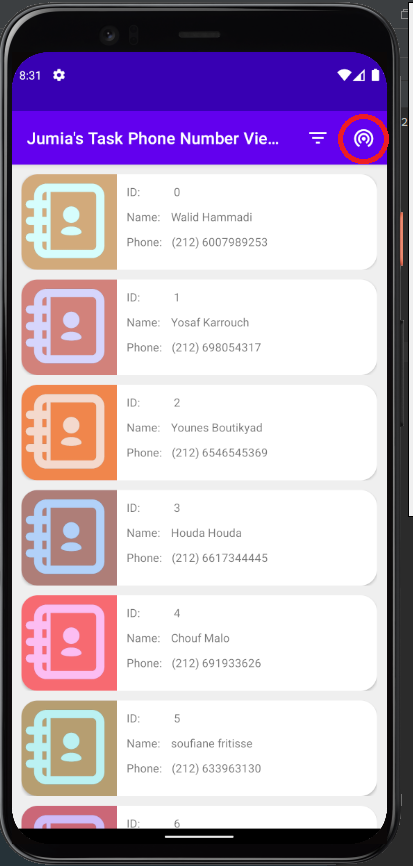 8:31
Jumia's Task Phone Number Vie...
2
ID: 0
Name: Walid Hammadi
Phone: (212) 6007989253
ID: 1
Name: Yosaf Karrouch
Phone: (212) 698054317
ID: 2
Name: Younes Boutikyad
Phone: (212) 6546545369
ID: 3
Name: Houda Houda
Phone: (212) 6617344445
ID: 4
Name: Chouf Malo
Phone: (212) 691933626
ID: 5
Name: soufiane fritisse
Phone: (212) 633963130
ID: 6